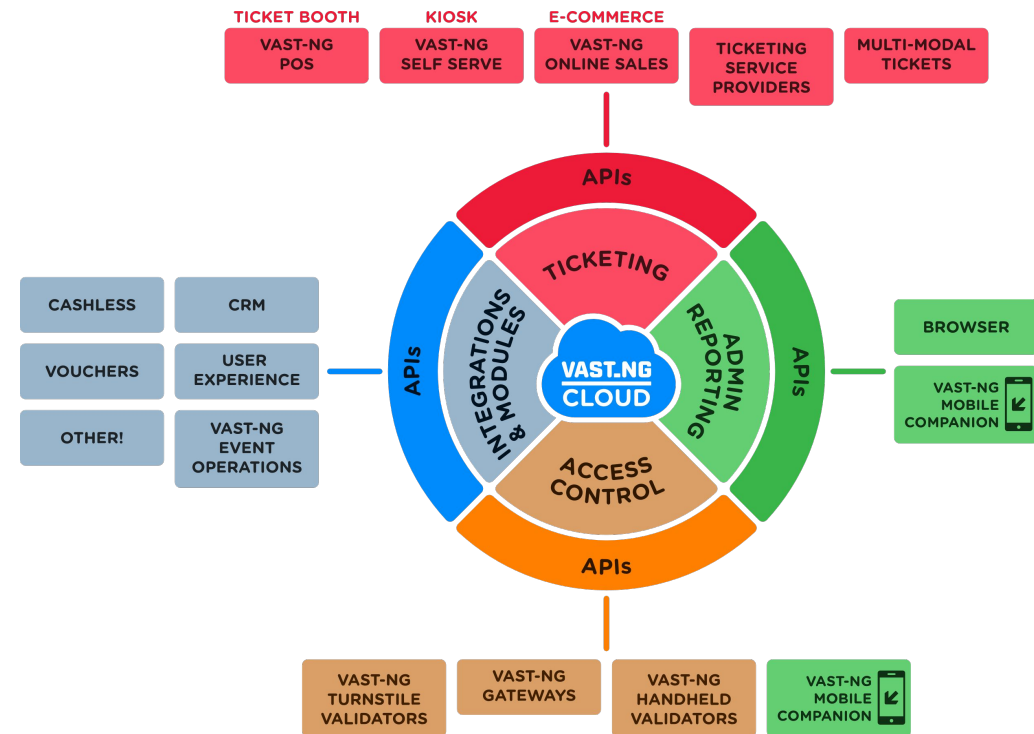 TICKET BOOTH
KIOSK
E-COMMERCE
VAST-NG
POS
VAST-NG
SELF SERVE
VAST-NG
ONLINE SALES
TICKETING
SERVICE
PROVIDERS
MULTI-MODAL
TICKETS
APIs
TICKETING
CASHLESS
CRM
VOUCHERS
USER
EXPERIENCE
OTHER!
VAST-NG
EVENT
OPERATIONS
APIs
INTEGRATIONS
& MODULES
VAST.NG
CLOUD
ADMIN
REPORTING
APIs
BROWSER
VAST-NG
MOBILE
COMPANION
ACCESS
CONTROL
APIs
VAST-NG
TURNSTILE
VALIDATORS
VAST-NG
GATEWAYS
VAST-NG
HANDHELD
VALIDATORS
VAST-NG
MOBILE
COMPANION